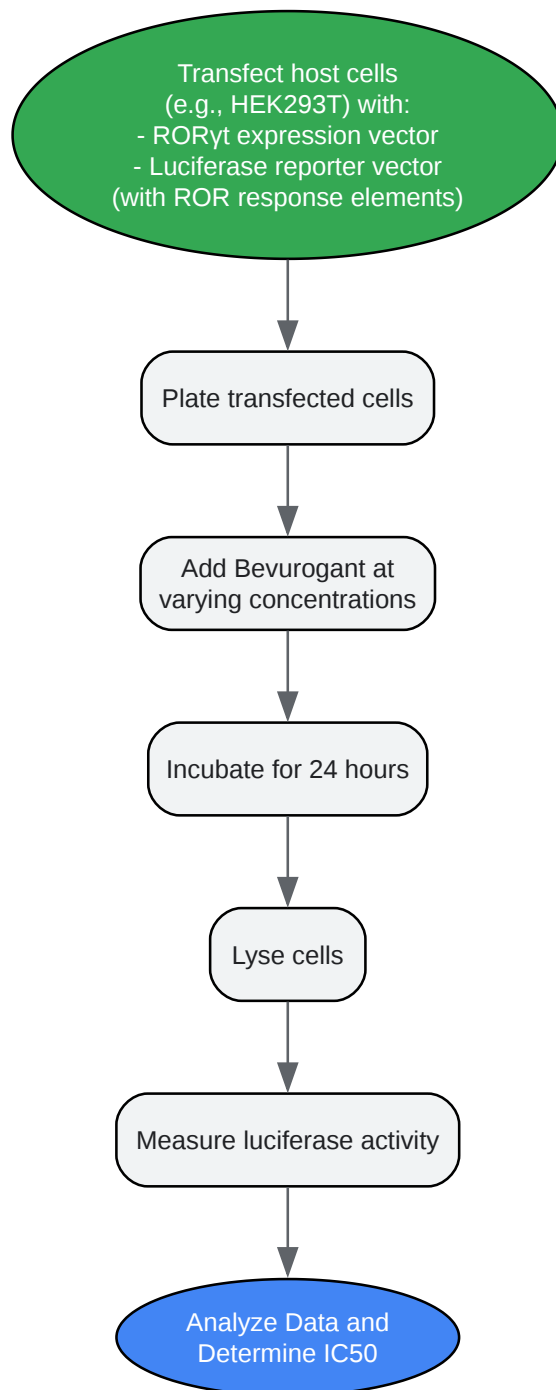 Transfect host cells
(e.g., HEK293T) with:
- RORγt expression vector
- Luciferase reporter vector
(with ROR response elements)
Plate transfected cells
Add Bevurogant at
varying concentrations
Incubate for 24 hours
Lyse cells
Measure luciferase activity
Analyze Data and
Determine IC50